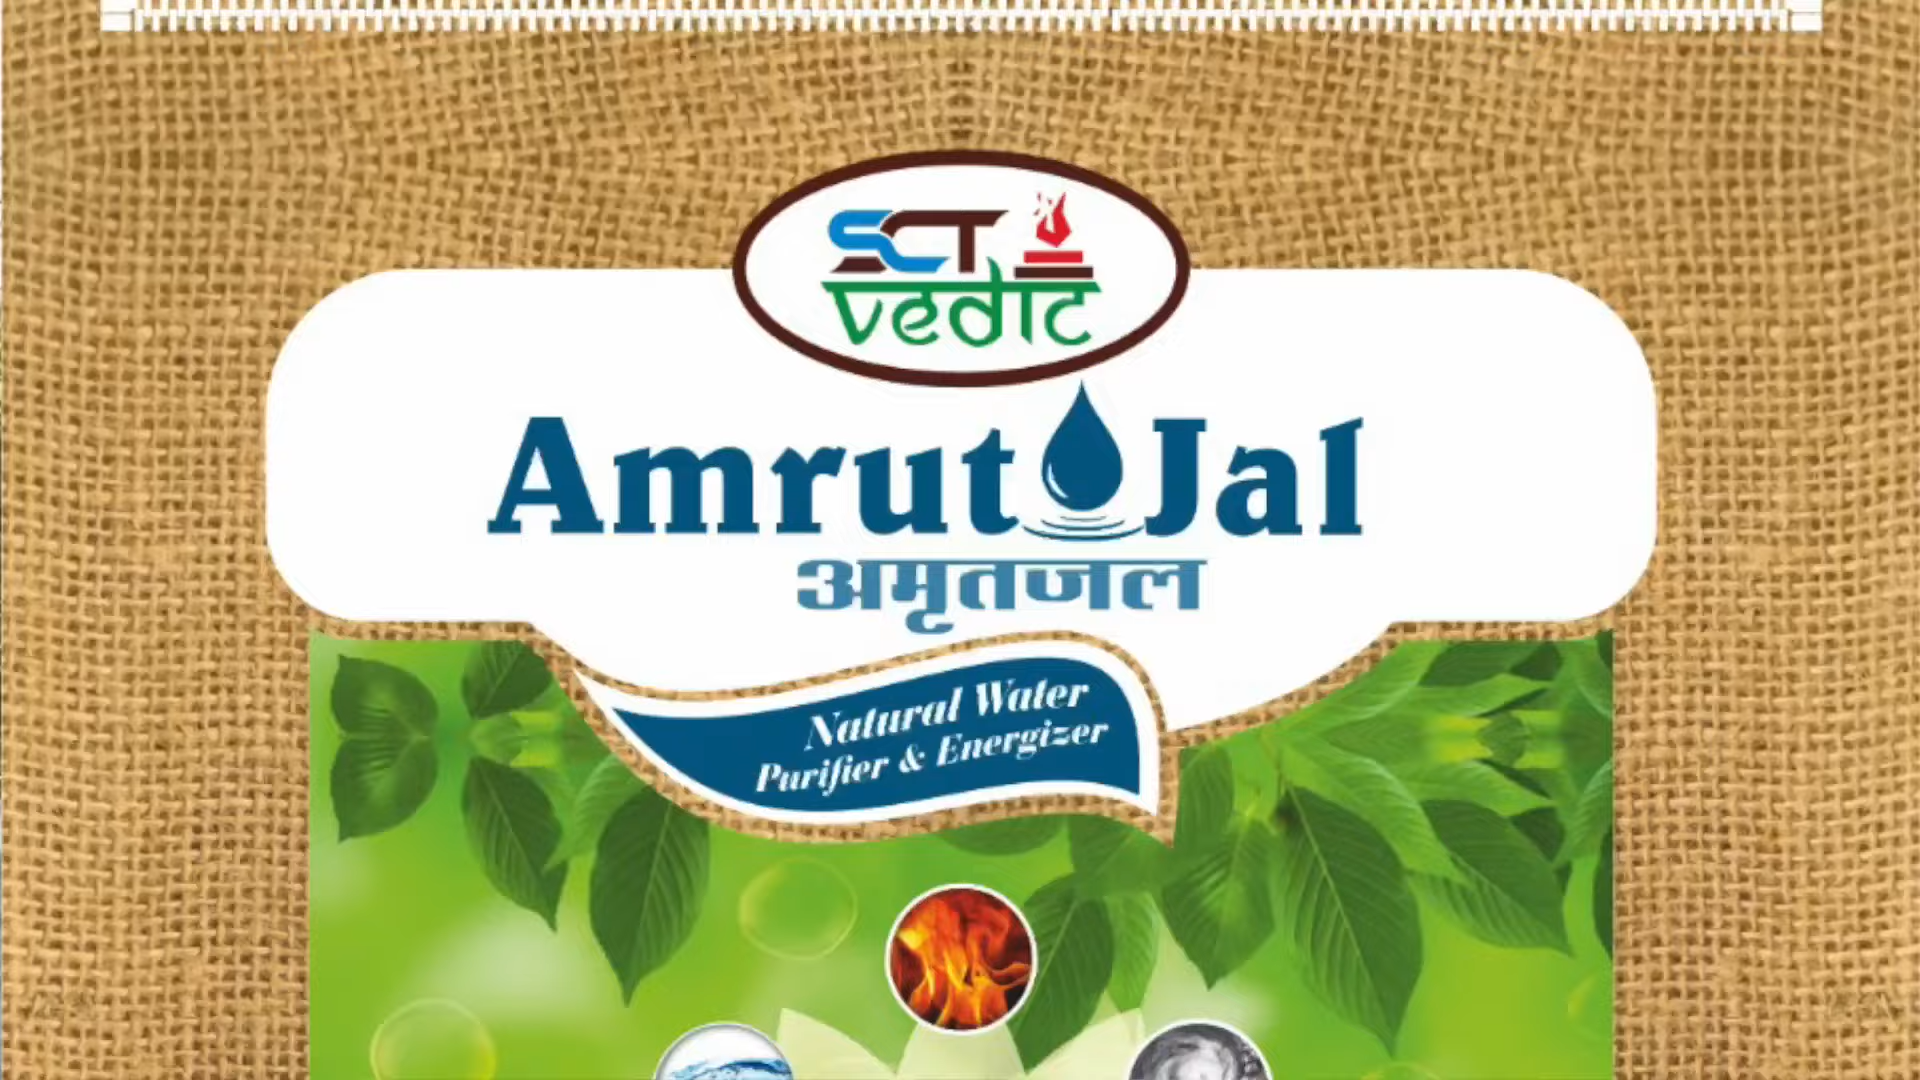 SCT
vedic
Amrut Jal
अमृतजल
Natural Water
Purifier & Energizer